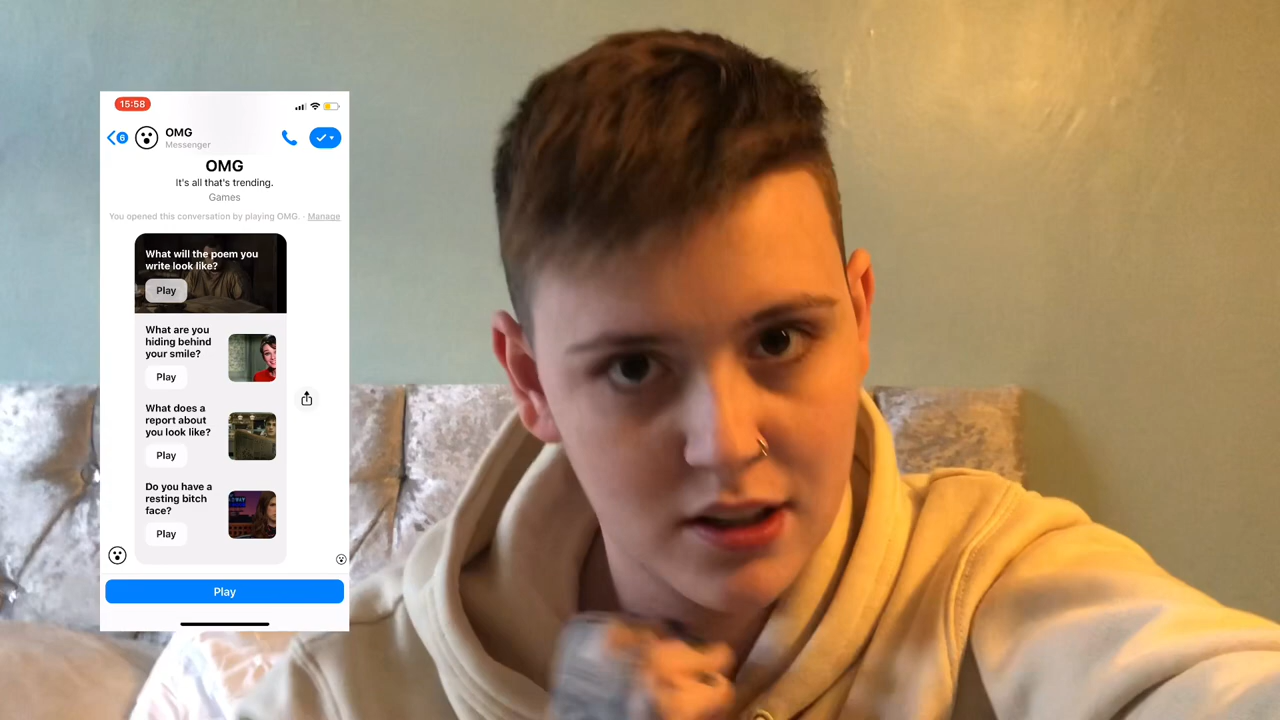 15:58
6
OMG
Messenger
OMG
It's all that's trending.
Games
You opened this conversation by playing OMG. · Manage
What will the poem you
write look like?
Play
What are you
hiding behind
your smile?
Play
What does a
report about
you look like?
Play
Do you have a
resting bitch
face?
Play
Play